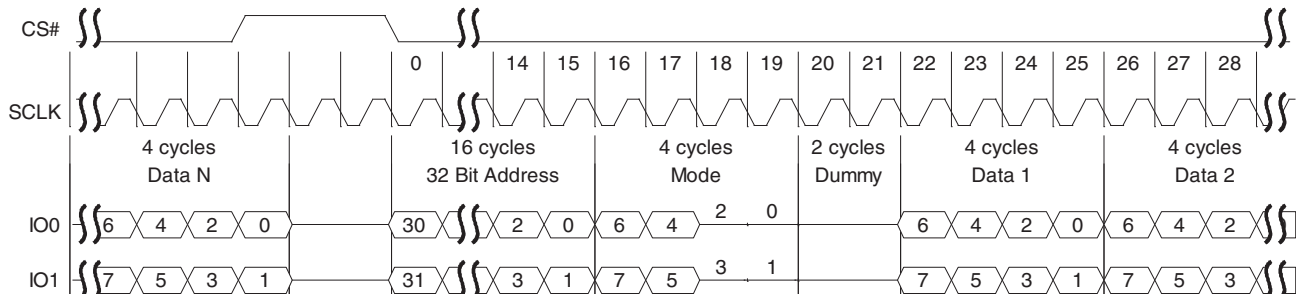 CS#
0 14 15 16 17 18 19 20 21 22 23 24 25 26 27 28
SCLK
4 cycles 16 cycles 4 cycles 2 cycles 4 cycles 4 cycles
Data N 32 Bit Address Mode Dummy Data 1 Data 2
IO0 6 4 2 0 30 2 0 6 4 2 0 6 4 2 0 6 4 2
IO1 7 5 3 1 31 3 1 7 5 3 1 7 5 3 1 7 5 3